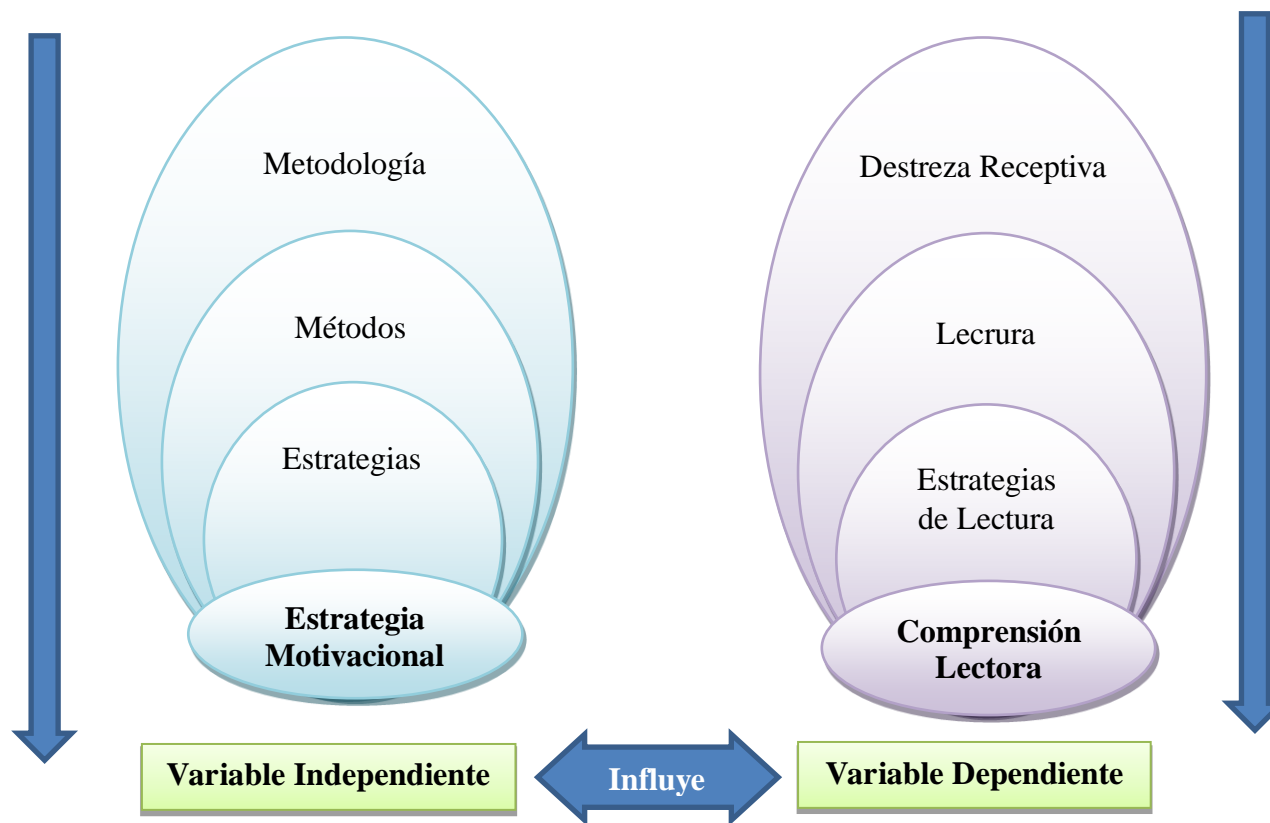 Metodología
Métodos
Estrategias
Estrategia
Motivacional
Variable Independiente
Influye
Destreza Receptiva
Lecrura
Estrategias
de Lectura
Comprensión
Lectora
Variable Dependiente